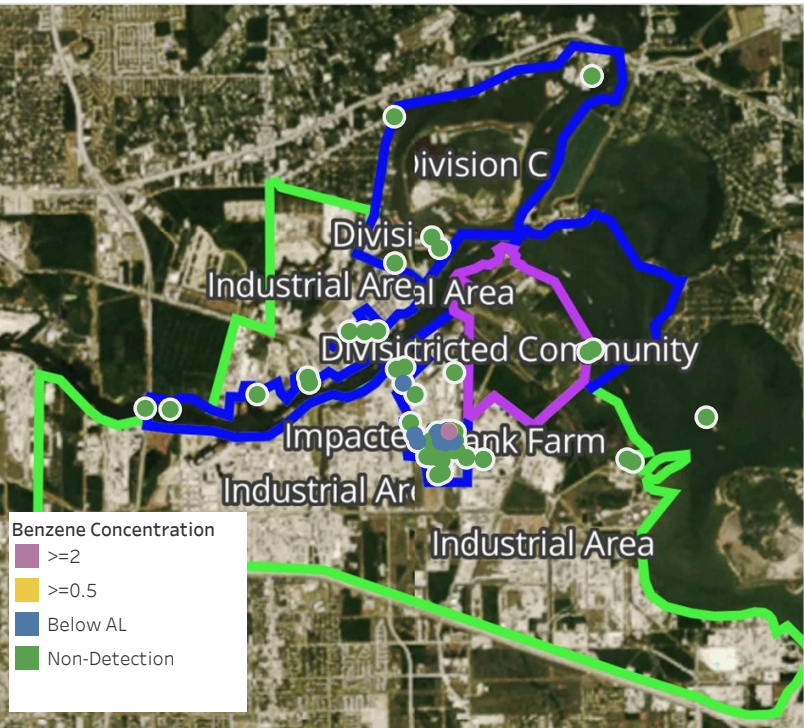 Division C
Divisi
Industrial Are
al Area
Divisi
tricted Community
Impacte
ank Farm
Industrial Ar
Industrial Area
Benzene Concentration
>=2
>=0.5
Below AL
Non-Detection